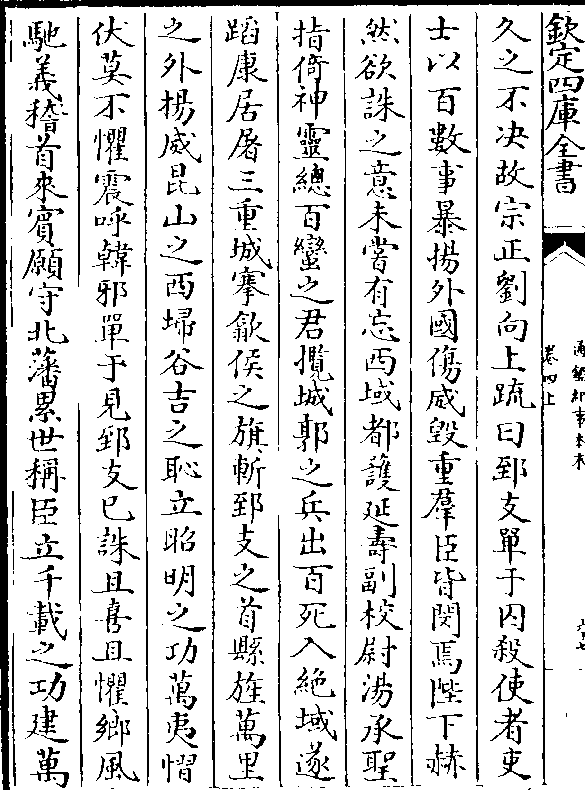 欽定四庫全書
通鑑紀事本末
卷四上
六十七
久之不決故宗正劉向上疏曰郅支單于囚殺使者吏
士以百數事暴揚外國傷威毀重羣臣皆閔焉陛下赫
然欲誅之意未嘗有忘西域都護延壽副校尉湯承聖
指倚神靈總百蠻之君攬城郭之兵出百死入絶域遂
蹈康居屠三重城搴歙侯之旗斬郅支之首縣旌萬里
之外揚威昆山之西埽谷吉之恥立昭明之功萬夷慴
伏莫不懼震呼韓邪單于見郅支已誅且喜且懼鄉風
馳義稽首來賓願守北藩累世稱臣立千載之功建萬